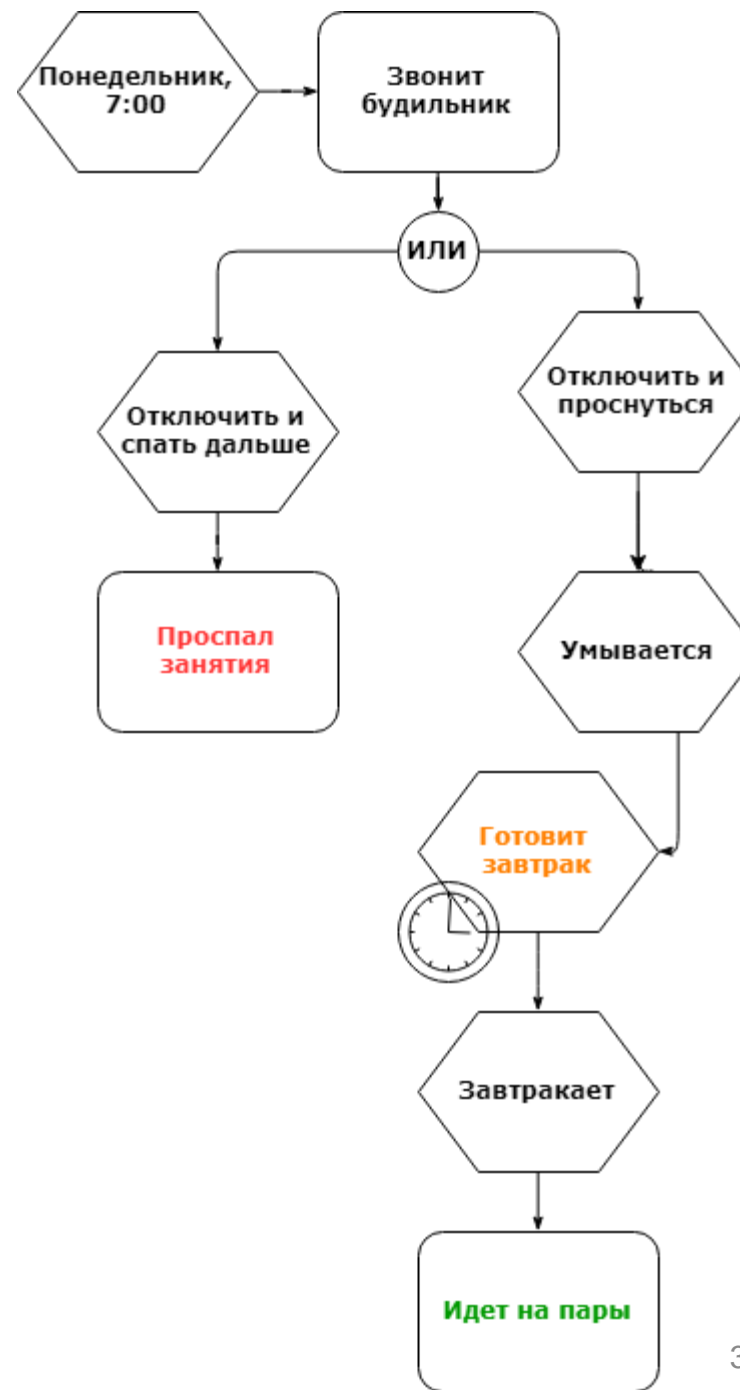 Понедельник,
7:00
Звонит
будильник
ИЛИ
Отключить и
проснуться
Отключить и
спать дальше
Проспал
занятия
Умывается
Готовит
завтрак
Завтракает
Идет на пары
3